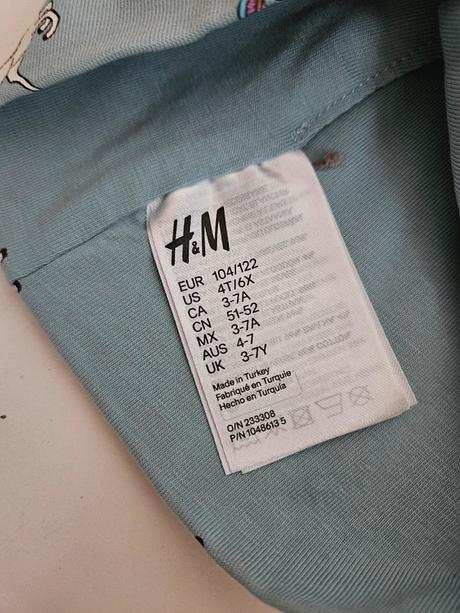 H&M
EUR 104/122
US 4T/6X
CA 3-7A
CN 51-52
MX 3-7A
AUS 4-7
UK 3-7Y
Made in Turkey
Fabriqué en Turquie
Hecho en Turquía
O/N 233308
P/N 1048613 5